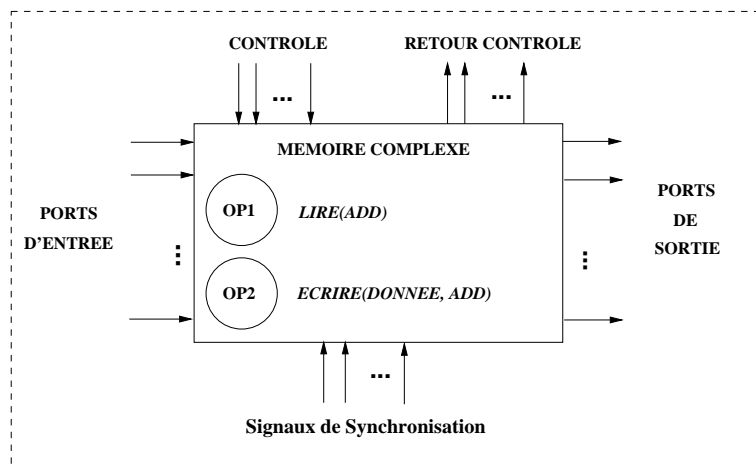 CONTROLE
RETOUR CONTROLE
...
...
MEMOIRE COMPLEXE
PORTS
D'ENTREE
...
OP1
LIRE(ADD)
OP2
ECRIRE(DONNEE, ADD)
PORTS
DE
SORTIE
...
...
Signaux de Synchronisation